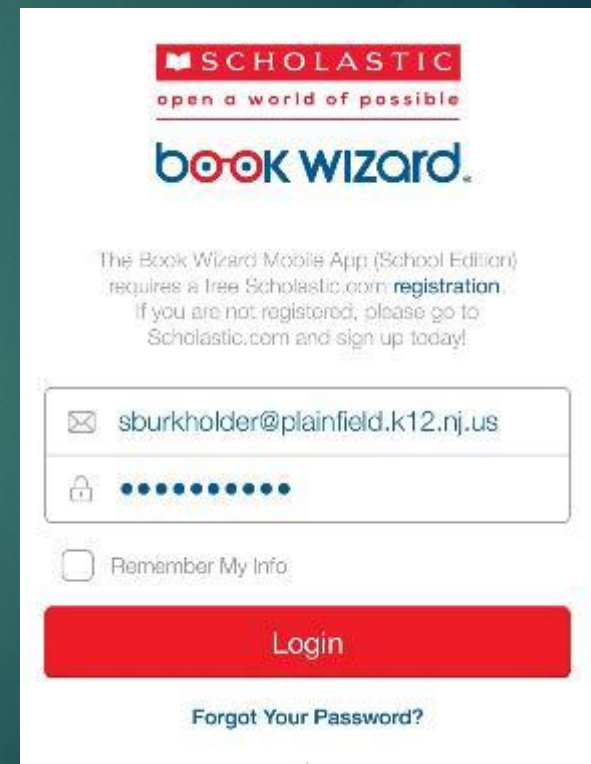 SCHOLASTIC
open a world of possible
book wizard®
The Book Wizard Mobile App (School Edition)
requires a free Scholastic.com registration.
If you are not registered, please go to
Scholastic.com and sign up today!
sburkholder@plainfield.k12.nj.us
••••••••••
Remember My Info
Login
Forgot Your Password?